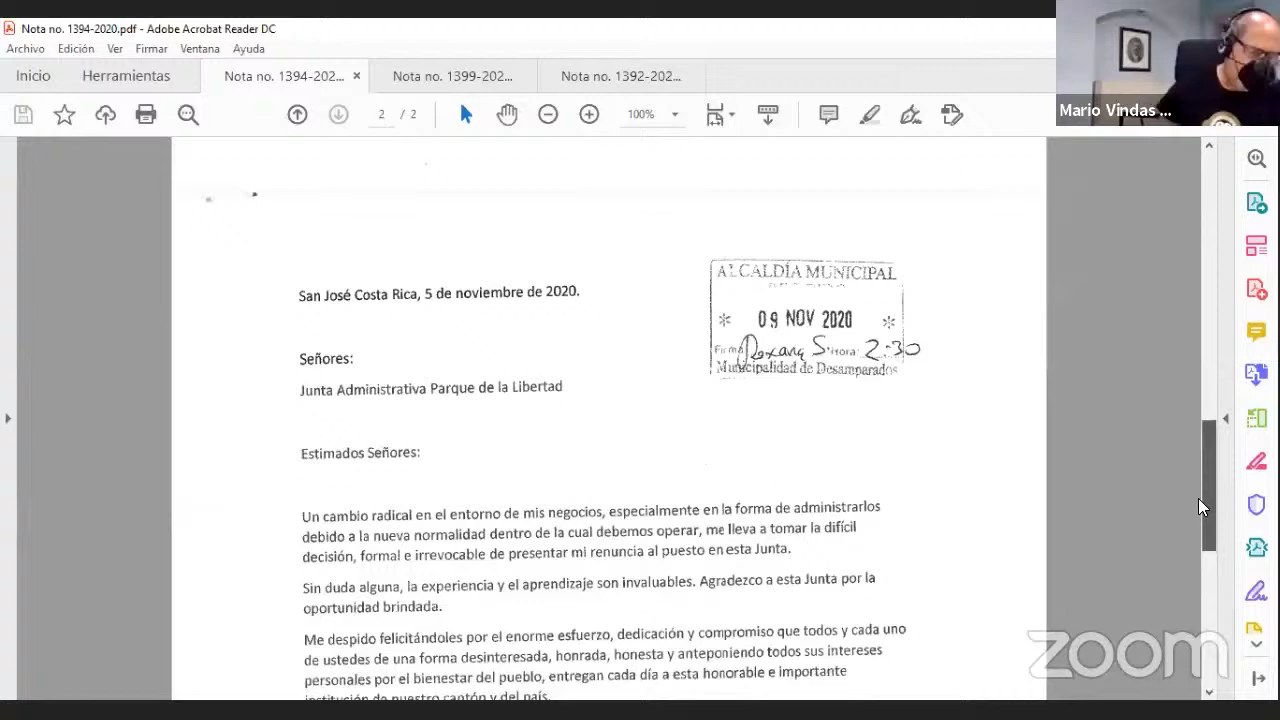 Nota no. 1394-2020.pdf - Adobe Acrobat Reader DC
Archivo Edición Ver Firmar Ventana Ayuda
Inicio Herramientas Nota no. 1394-202... × Nota no. 1399-202... Nota no. 1392-202...
2 / 2 100%
Mario Vindas ...
ALCALDÍA MUNICIPAL
San José Costa Rica, 5 de noviembre de 2020.
* 09 NOV 2020 *
Firma Roxana S. Hora: 2:30
Municipalidad de Desamparados
Señores:
Junta Administrativa Parque de la Libertad
Estimados Señores:
Un cambio radical en el entorno de mis negocios, especialmente en la forma de administrarlos
debido a la nueva normalidad dentro de la cual debemos operar, me lleva a tomar la difícil
decisión, formal e irrevocable de presentar mi renuncia al puesto en esta Junta.
Sin duda alguna, la experiencia y el aprendizaje son invaluables. Agradezco a esta Junta por la
oportunidad brindada.
Me despido felicitándoles por el enorme esfuerzo, dedicación y compromiso que todos y cada uno
de ustedes de una forma desinteresada, honrada, honesta y anteponiendo todos sus intereses
personales por el bienestar del pueblo, entregan cada día a esta honorable e importante
institución de nuestro cantón y del país.
zoom